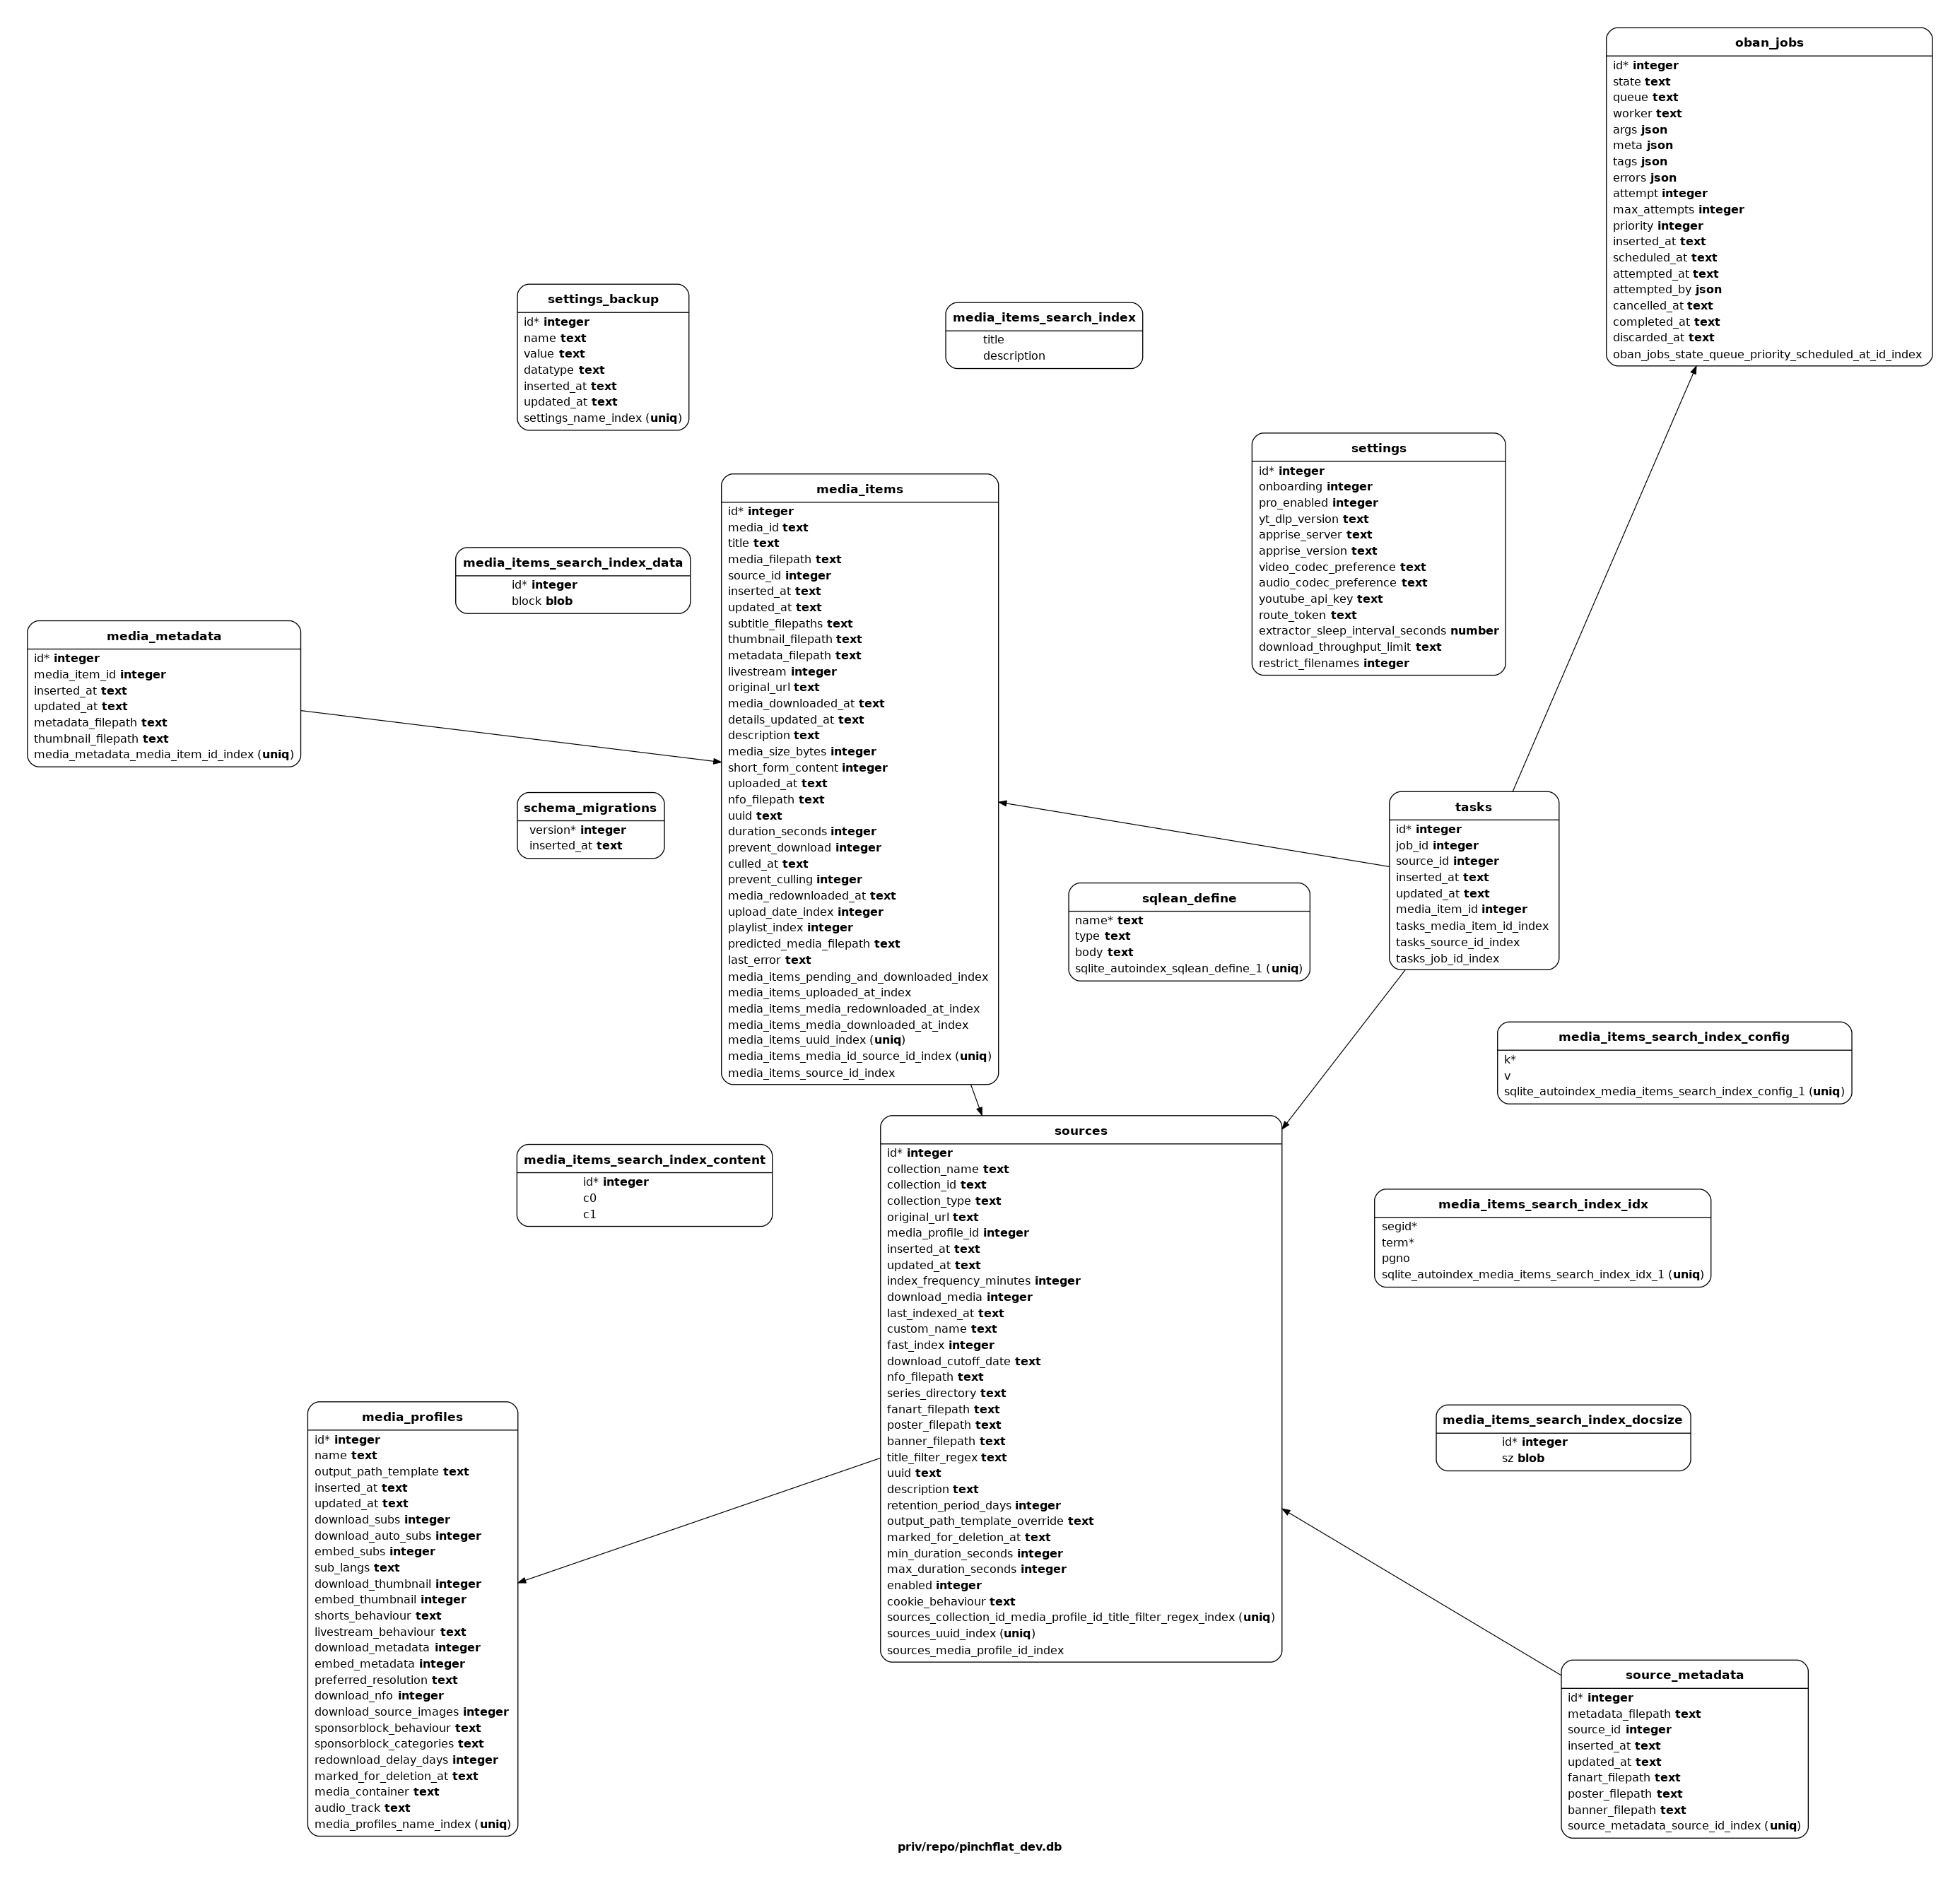 oban_jobs
id* integer
state text
queue text
worker text
args json
meta json
tags json
errors json
attempt integer
max_attempts integer
priority integer
inserted_at text
scheduled_at text
attempted_at text
attempted_by json
cancelled_at text
completed_at text
discarded_at text
oban_jobs_state_queue_priority_scheduled_at_id_index
settings_backup
id* integer
name text
value text
datatype text
inserted_at text
updated_at text
settings_name_index (uniq)
media_items_search_index
title
description
settings
id* integer
onboarding integer
pro_enabled integer
yt_dlp_version text
apprise_server text
apprise_version text
video_codec_preference text
audio_codec_preference text
youtube_api_key text
route_token text
extractor_sleep_interval_seconds number
download_throughput_limit text
restrict_filenames integer
media_items
id* integer
media_id text
title text
media_filepath text
source_id integer
inserted_at text
updated_at text
subtitle_filepaths text
thumbnail_filepath text
metadata_filepath text
livestream integer
original_url text
media_downloaded_at text
details_updated_at text
description text
media_size_bytes integer
short_form_content integer
uploaded_at text
nfo_filepath text
uuid text
duration_seconds integer
prevent_download integer
culled_at text
prevent_culling integer
media_redownloaded_at text
upload_date_index integer
playlist_index integer
predicted_media_filepath text
last_error text
media_items_pending_and_downloaded_index
media_items_uploaded_at_index
media_items_media_redownloaded_at_index
media_items_media_downloaded_at_index
media_items_uuid_index (uniq)
media_items_media_id_source_id_index (uniq)
media_items_source_id_index
media_items_search_index_data
id* integer
block blob
media_metadata
id* integer
media_item_id integer
inserted_at text
updated_at text
metadata_filepath text
thumbnail_filepath text
media_metadata_media_item_id_index (uniq)
schema_migrations
version* integer
inserted_at text
tasks
id* integer
job_id integer
source_id integer
inserted_at text
updated_at text
media_item_id integer
tasks_media_item_id_index
tasks_source_id_index
tasks_job_id_index
sqlean_define
name* text
type text
body text
sqlite_autoindex_sqlean_define_1 (uniq)
media_items_search_index_config
k*
v
sqlite_autoindex_media_items_search_index_config_1 (uniq)
sources
id* integer
collection_name text
collection_id text
collection_type text
original_url text
media_profile_id integer
inserted_at text
updated_at text
index_frequency_minutes integer
download_media integer
last_indexed_at text
custom_name text
fast_index integer
download_cutoff_date text
nfo_filepath text
series_directory text
fanart_filepath text
poster_filepath text
banner_filepath text
title_filter_regex text
uuid text
description text
retention_period_days integer
output_path_template_override text
marked_for_deletion_at text
min_duration_seconds integer
max_duration_seconds integer
enabled integer
cookie_behaviour text
sources_collection_id_media_profile_id_title_filter_regex_index (uniq)
sources_uuid_index (uniq)
sources_media_profile_id_index
media_items_search_index_content
id* integer
c0
c1
media_items_search_index_idx
segid*
term*
pgno
sqlite_autoindex_media_items_search_index_idx_1 (uniq)
media_profiles
id* integer
name text
output_path_template text
inserted_at text
updated_at text
download_subs integer
download_auto_subs integer
embed_subs integer
sub_langs text
download_thumbnail integer
embed_thumbnail integer
shorts_behaviour text
livestream_behaviour text
download_metadata integer
embed_metadata integer
preferred_resolution text
download_nfo integer
download_source_images integer
sponsorblock_behaviour text
sponsorblock_categories text
redownload_delay_days integer
marked_for_deletion_at text
media_container text
audio_track text
media_profiles_name_index (uniq)
media_items_search_index_docsize
id* integer
sz blob
source_metadata
id* integer
metadata_filepath text
source_id integer
inserted_at text
updated_at text
fanart_filepath text
poster_filepath text
banner_filepath text
source_metadata_source_id_index (uniq)
priv/repo/pinchflat_dev.db